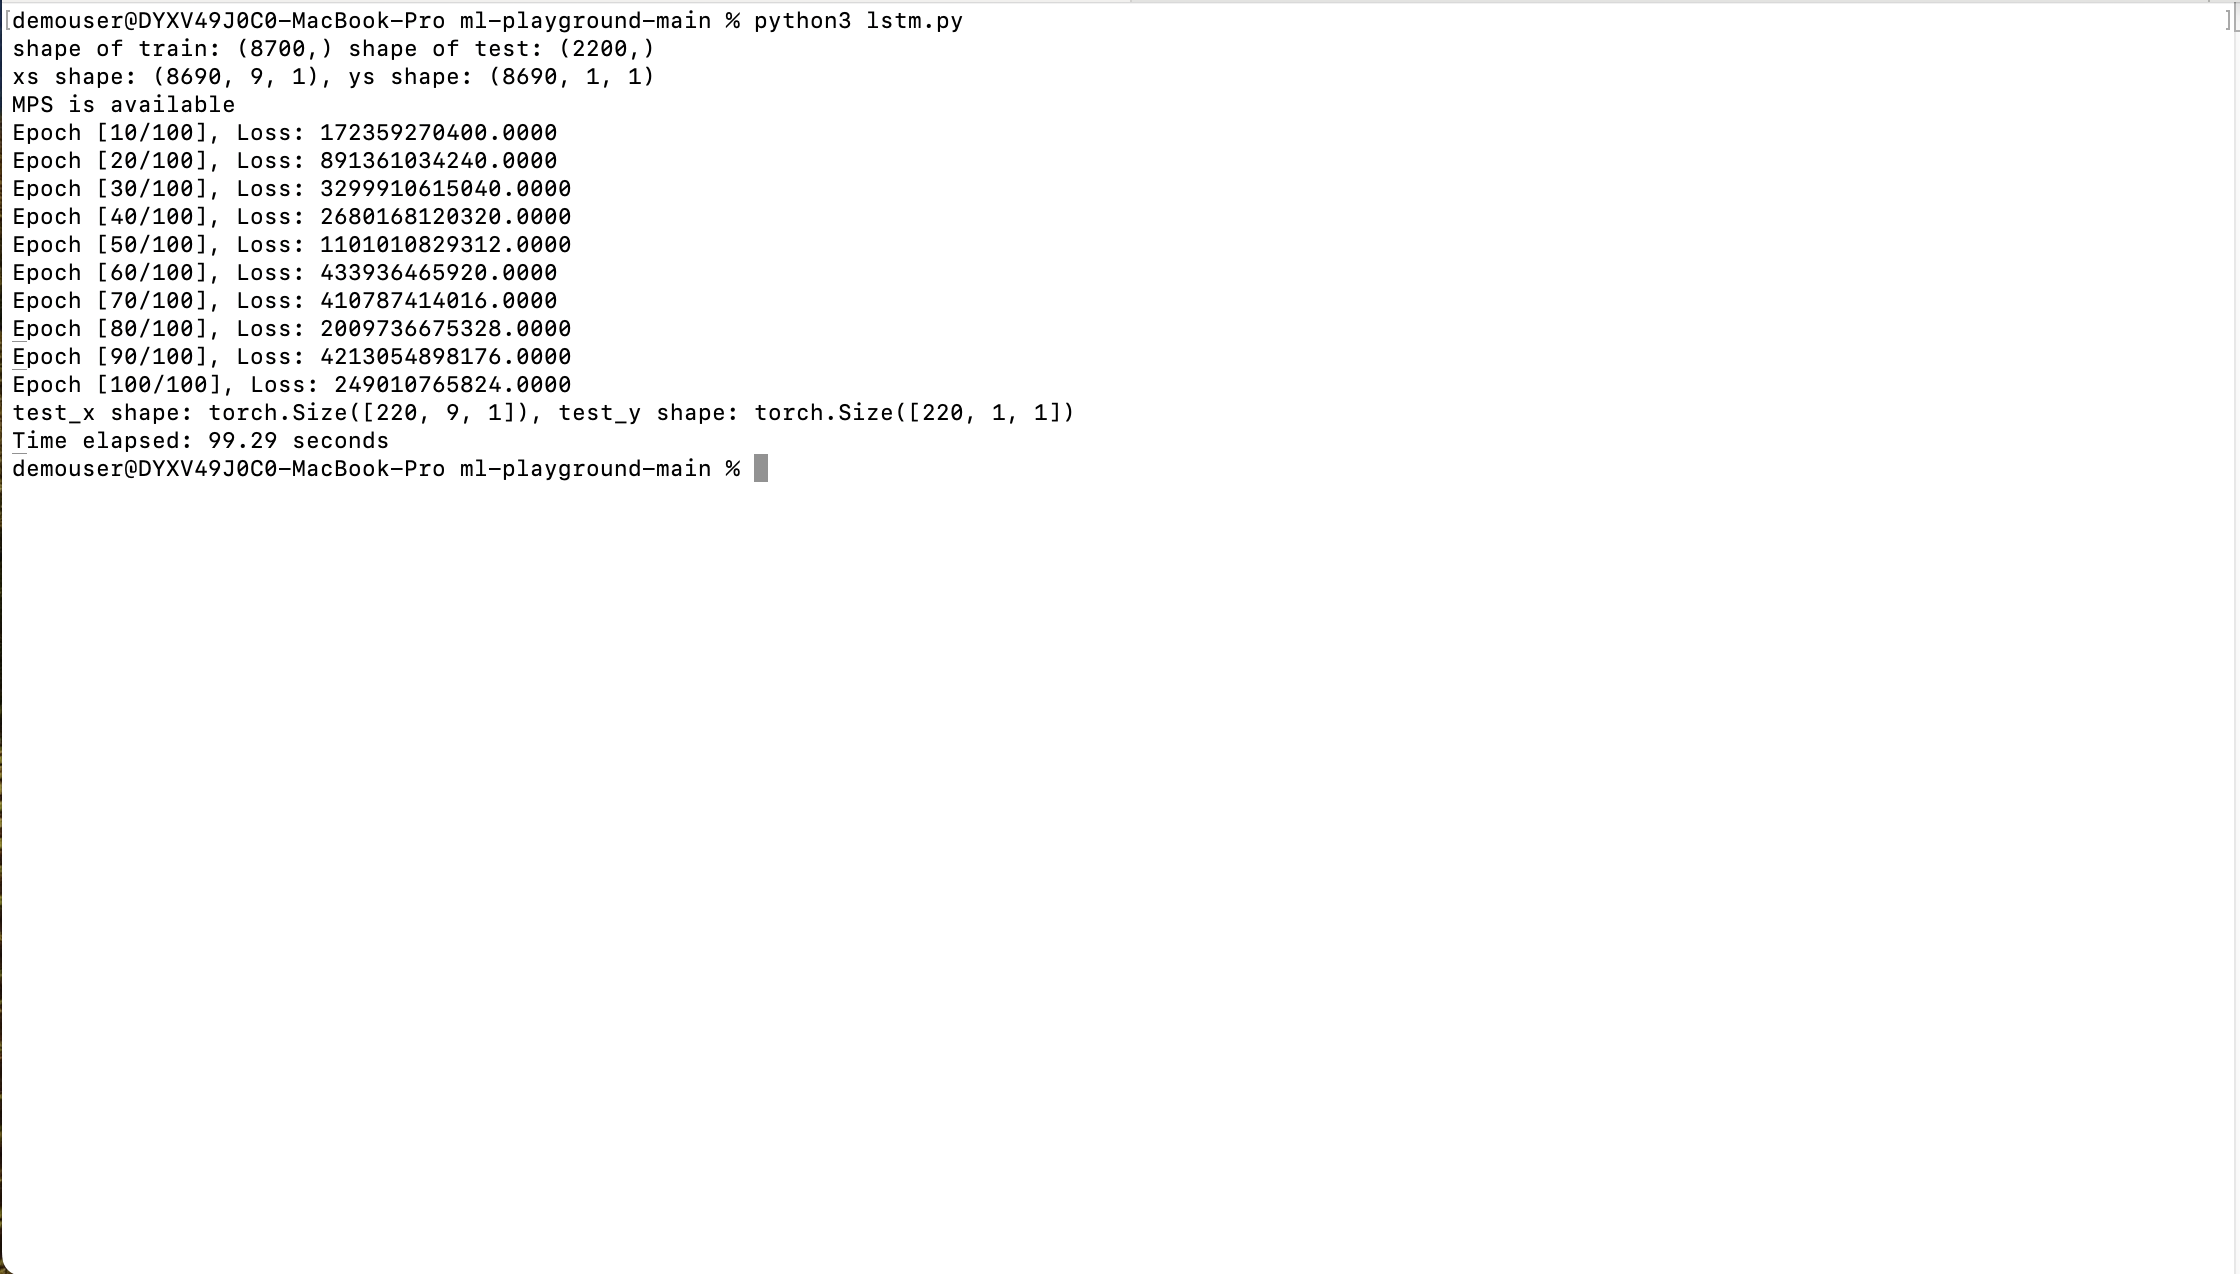 [demouser@DYXV49J0C0-MacBook-Pro ml-playground-main % python3 lstm.py ]
shape of train: (8700,) shape of test: (2200,)
xs shape: (8690, 9, 1), ys shape: (8690, 1, 1)
MPS is available
Epoch [10/100], Loss: 172359270400.0000
Epoch [20/100], Loss: 891361034240.0000
Epoch [30/100], Loss: 3299910615040.0000
Epoch [40/100], Loss: 2680168120320.0000
Epoch [50/100], Loss: 1101010829312.0000
Epoch [60/100], Loss: 433936465920.0000
Epoch [70/100], Loss: 410787414016.0000
Epoch [80/100], Loss: 2009736675328.0000
Epoch [90/100], Loss: 4213054898176.0000
Epoch [100/100], Loss: 249010765824.0000
test_x shape: torch.Size([220, 9, 1]), test_y shape: torch.Size([220, 1, 1])
Time elapsed: 99.29 seconds
demouser@DYXV49J0C0-MacBook-Pro ml-playground-main %